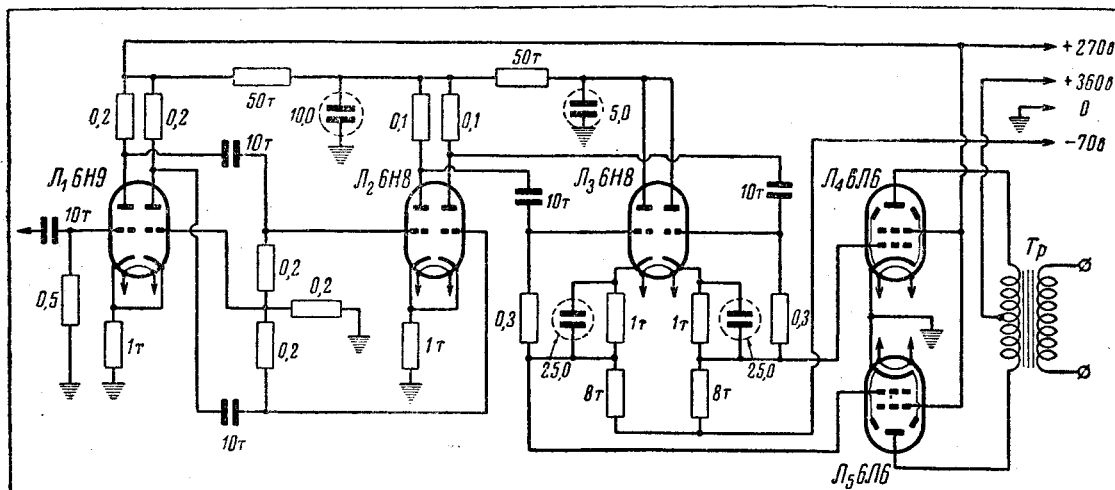 +270в
50т
+360в
50т
0
0,2
0,2
10,0
0,1
0,1
5,0
-70в
10т
Л₁ 6Н9
Л₂ 6Н8
10т
Л₃ 6Н8
10т
Л₄ 6Л6
10т
Тр
0,2
0,2
0,5
0,3
1т
1т
0,3
1т
0,2
1т
25,0
25,0
8т
8т
10т
Л₅ 6Л6